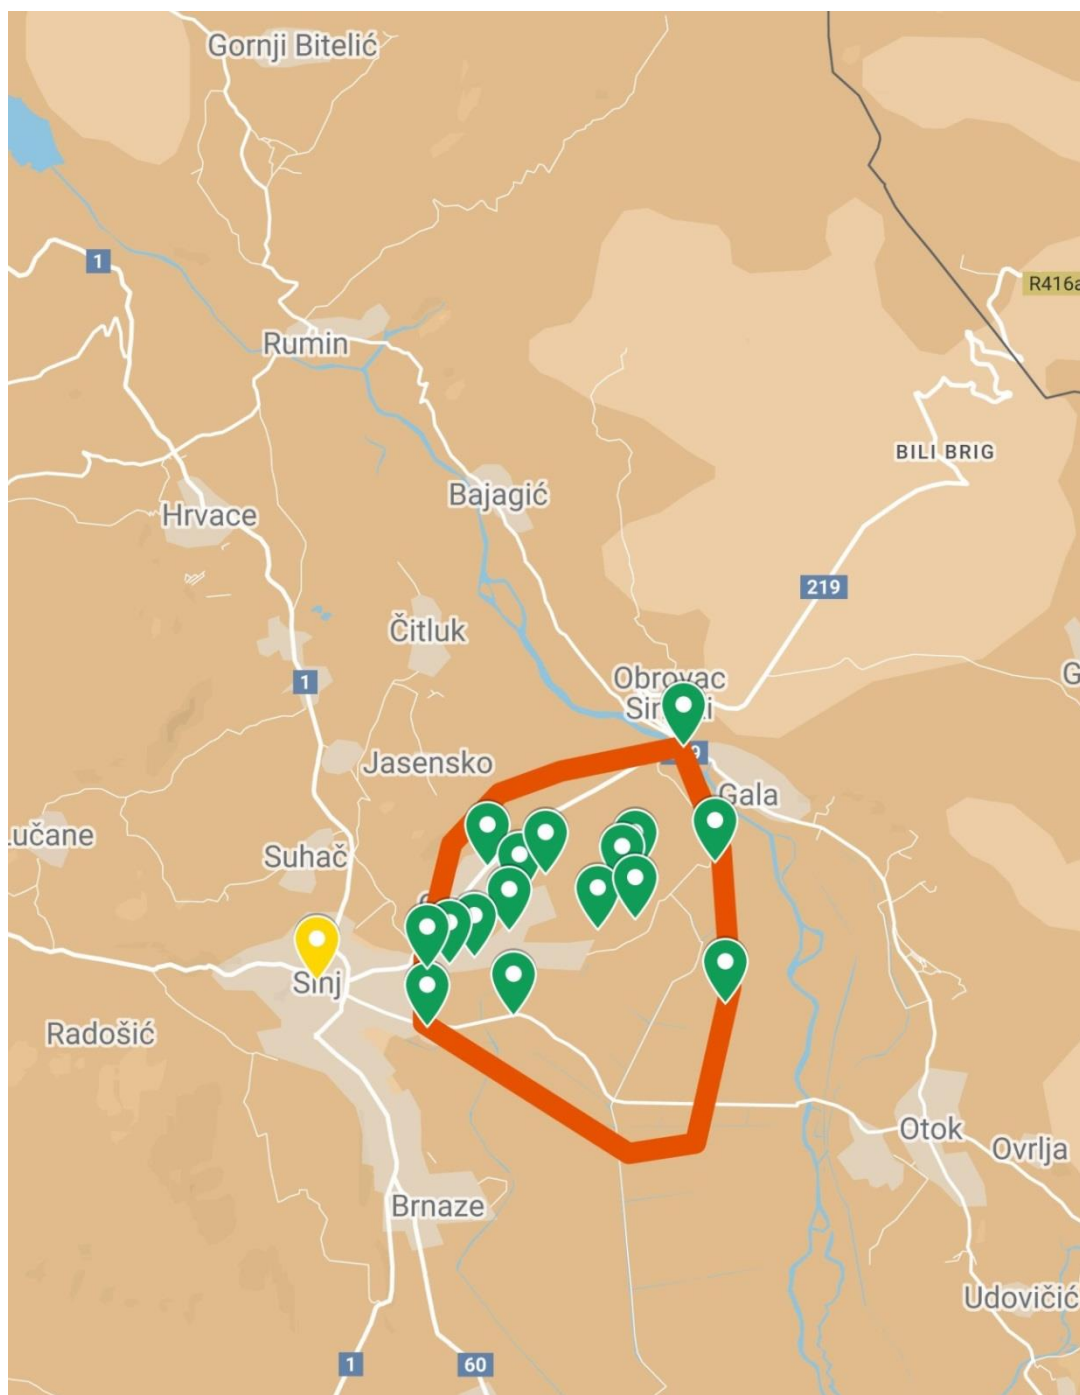 Gornji Bitelić
1
R416a
Rumin
BILI BRIG
Bajagić
Hrvace
219
Čitluk
Obrovac
1
Jasensko
Gala
Lučane
Suhač
Sinj
Radošić
Otok
Ovrlja
Brnaze
Udovičić
1
60